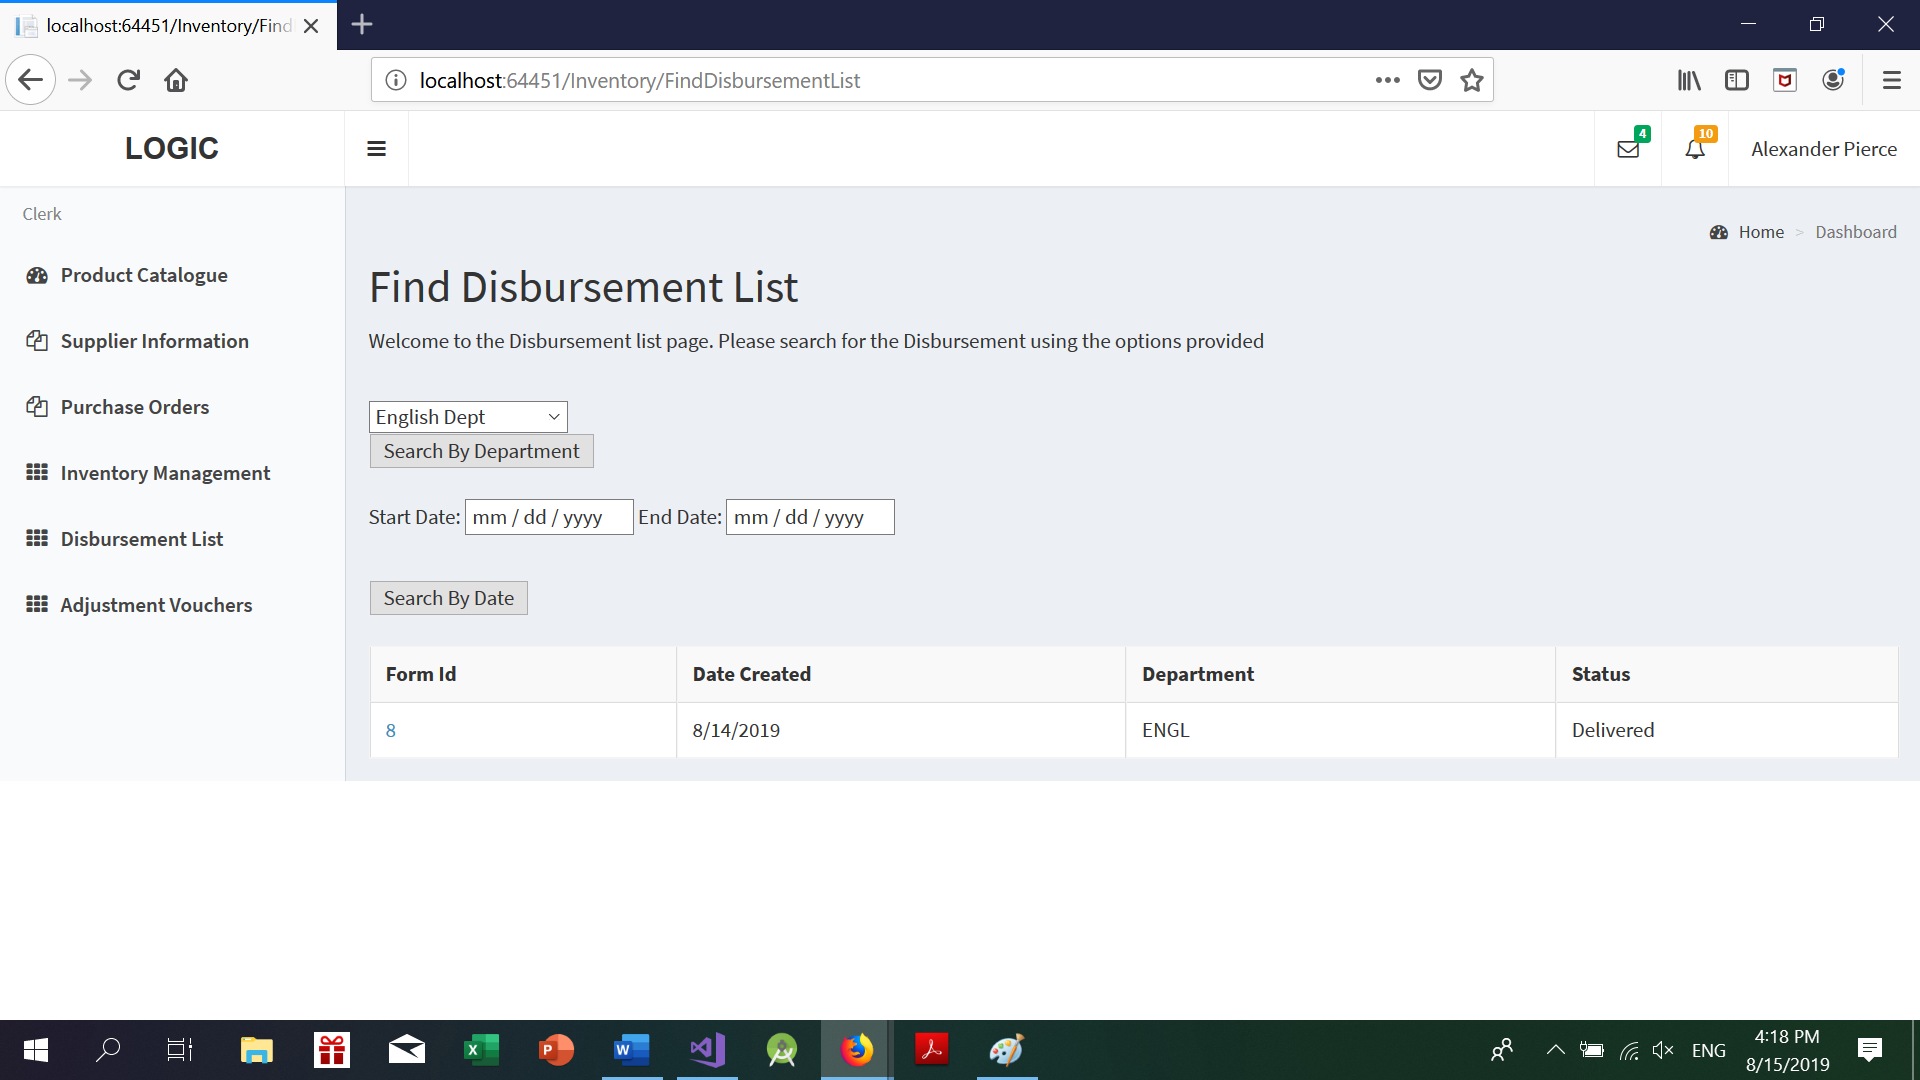 localhost:64451/Inventory/Find
localhost:64451/Inventory/FindDisbursementList
LOGIC
4
10
Alexander Pierce
Clerk
Home > Dashboard
Product Catalogue
Supplier Information
Purchase Orders
Inventory Management
Disbursement List
Adjustment Vouchers
Find Disbursement List
Welcome to the Disbursement list page. Please search for the Disbursement using the options provided
English Dept
Search By Department
Start Date: mm / dd / yyyy End Date: mm / dd / yyyy
Search By Date
Form Id Date Created Department Status
8 8/14/2019 ENGL Delivered
ENG
4:18 PM
8/15/2019